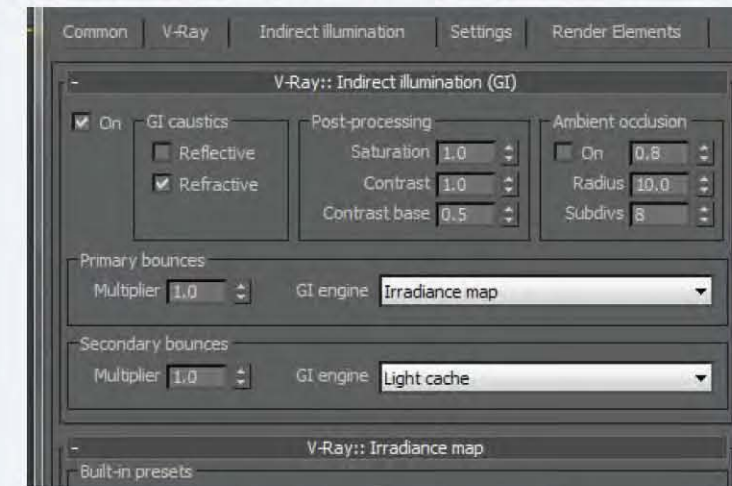 Common V-Ray Indirect illumination Settings Render Elements
- V-Ray:: Indirect illumination (GI)
On GI caustics Post-processing Ambient occlusion
Reflective Saturation 1.0 On 0.8
Refractive Contrast 1.0 Radius 10.0
Contrast base 0.5 Subdivs 8
Primary bounces
Multiplier 1.0 GI engine Irradiance map
Secondary bounces
Multiplier 1.0 GI engine Light cache
- V-Ray:: Irradiance map
Built-in presets